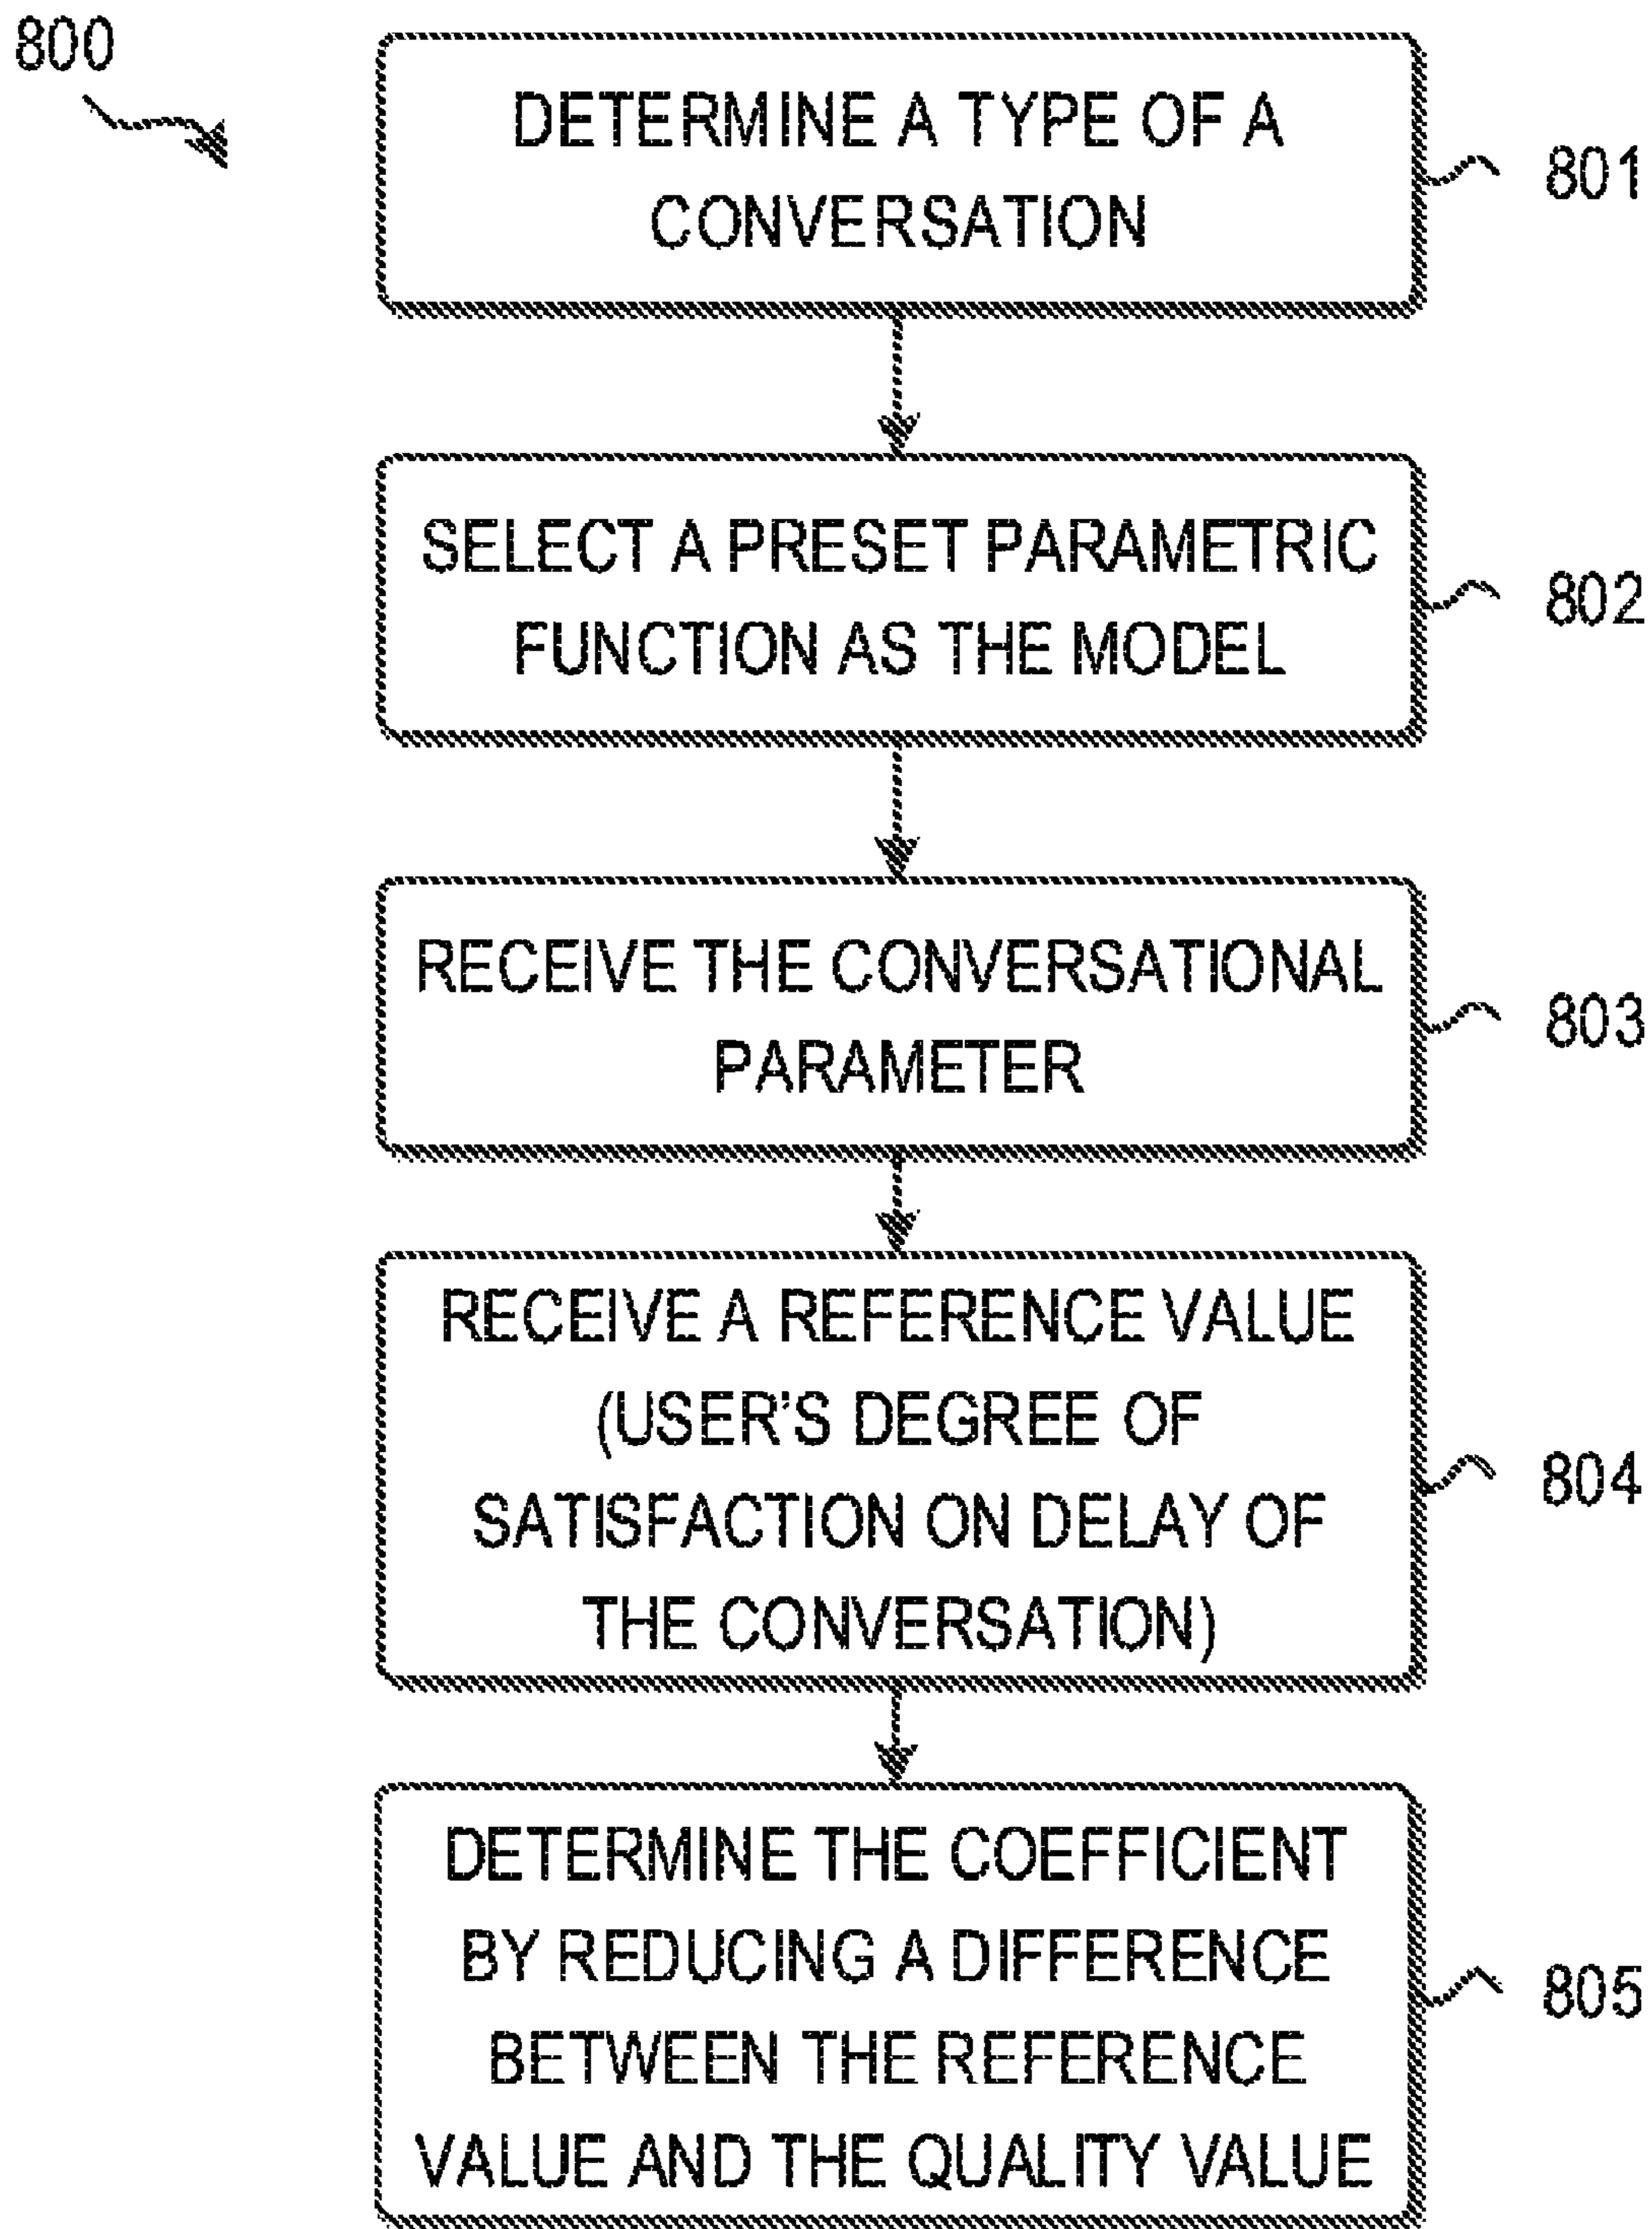 800
DETERMINE A TYPE OF A
CONVERSATION
801
SELECT A PRESET PARAMETRIC
FUNCTION AS THE MODEL
802
RECEIVE THE CONVERSATIONAL
PARAMETER
803
RECEIVE A REFERENCE VALUE
(USER'S DEGREE OF
SATISFACTION ON DELAY OF
THE CONVERSATION)
804
DETERMINE THE COEFFICIENT
BY REDUCING A DIFFERENCE
BETWEEN THE REFERENCE
VALUE AND THE QUALITY VALUE
805